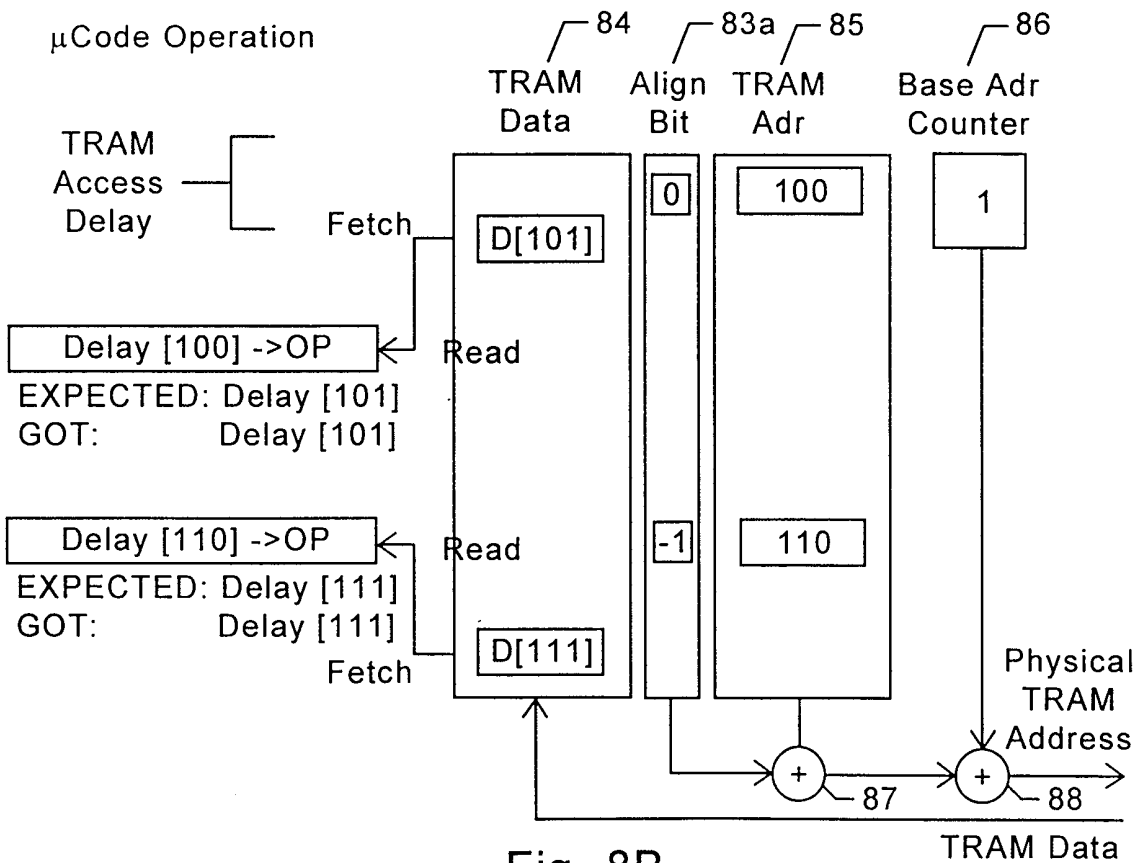 μCode Operation
84
83a
85
86
TRAM Data
Align Bit
TRAM Adr
Base Adr Counter
TRAM Access Delay
Fetch
D[101]
0
100
1
Delay [100] ->OP
Read
EXPECTED: Delay [101]
GOT: Delay [101]
Delay [110] ->OP
Read
-1
110
EXPECTED: Delay [111]
GOT: Delay [111]
Fetch
D[111]
Physical TRAM Address
+
87
+
88
TRAM Data
Fig. 8B